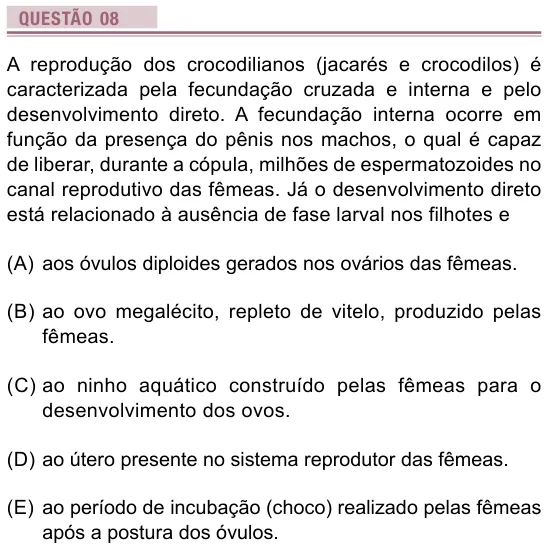 QUESTÃO 08
A reprodução dos crocodilianos (jacarés e crocodilos) é
caracterizada pela fecundação cruzada e interna e pelo
desenvolvimento direto. A fecundação interna ocorre em
função da presença do pênis nos machos, o qual é capaz
de liberar, durante a cópula, milhões de espermatozoides no
canal reprodutivo das fêmeas. Já o desenvolvimento direto
está relacionado à ausência de fase larval nos filhotes e
(A) aos óvulos diploides gerados nos ovários das fêmeas.
(B) ao ovo megalécito, repleto de vitelo, produzido pelas
fêmeas.
(C) ao ninho aquático construído pelas fêmeas para o
desenvolvimento dos ovos.
(D) ao útero presente no sistema reprodutor das fêmeas.
(E) ao período de incubação (choco) realizado pelas fêmeas
após a postura dos óvulos.